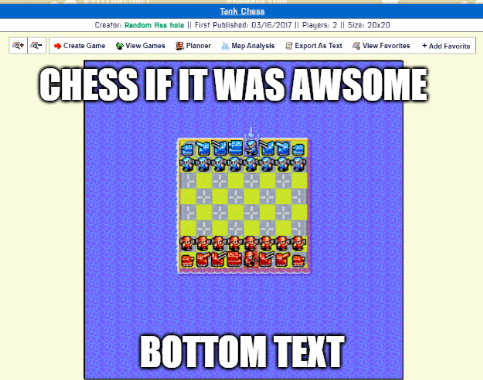 Tank Chess
Creator: Random Ass hole || First Published: 03/16/2017 || Players: 2 || Size: 20x20
Create Game View Games Planner Map Analysis Export As Text View Favorites + Add Favorite
CHESS IF IT WAS AWSOME
BOTTOM TEXT